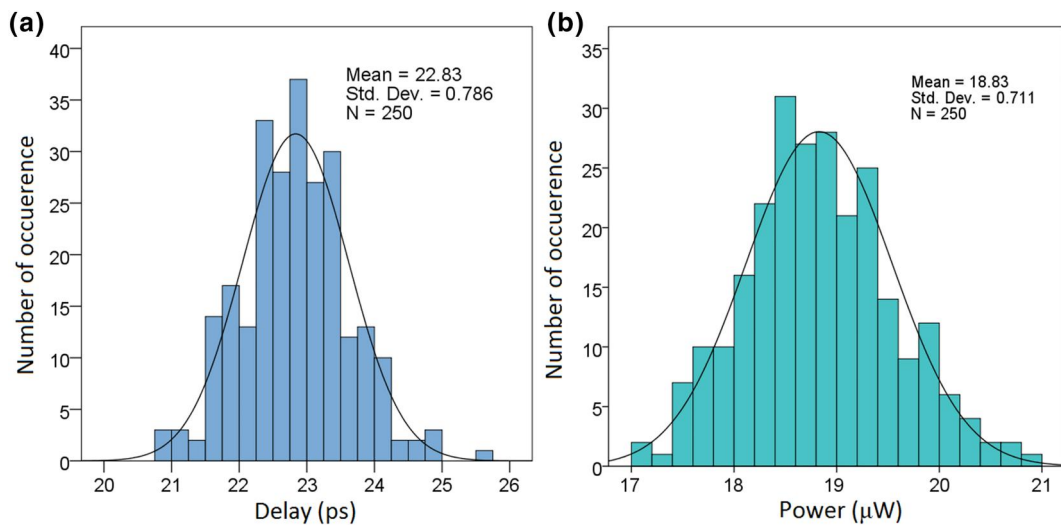 (a)
Mean = 22.83
Std. Dev. = 0.786
N = 250
Number of occuerence
40
35
30
25
20
15
10
5
0
20 21 22 23 24 25 26
Delay (ps)
(b)
Mean = 18.83
Std. Dev. = 0.711
N = 250
Number of occuerence
35
30
25
20
15
10
5
0
17 18 19 20 21
Power (μW)